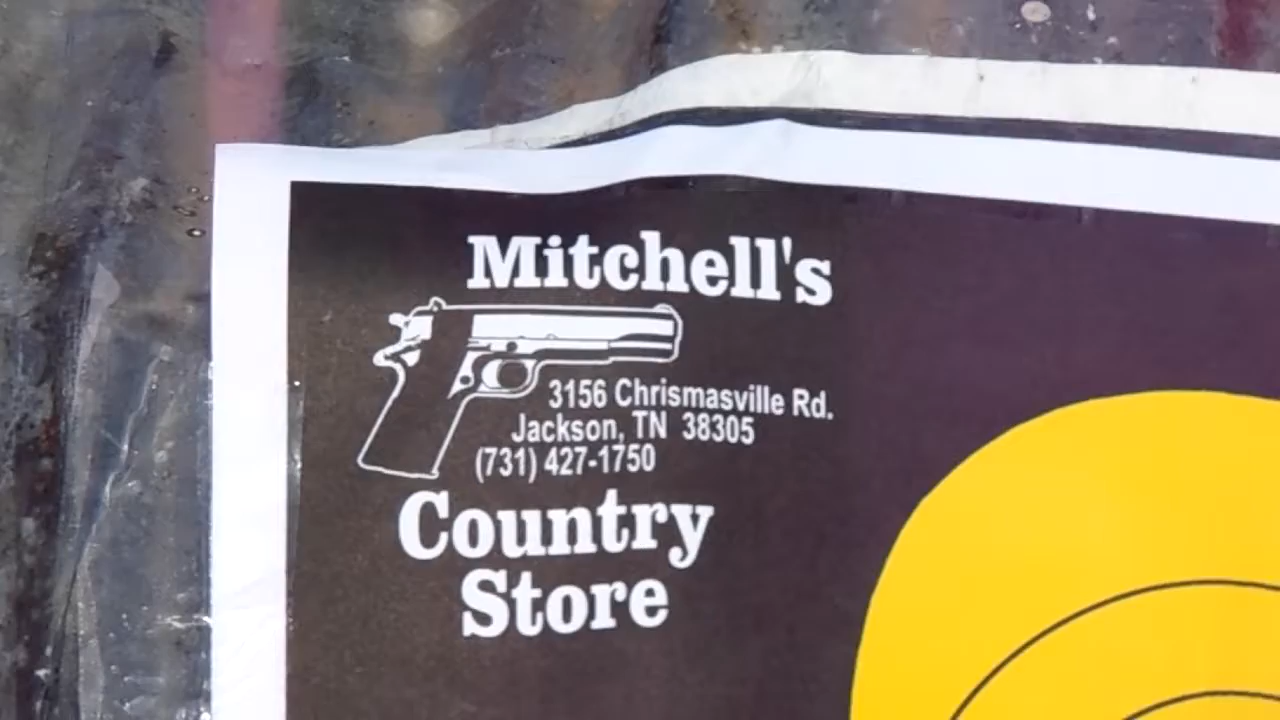 Mitchell's
3156 Chrismasville Rd.
Jackson, TN 38305
(731) 427-1750
Country
Store